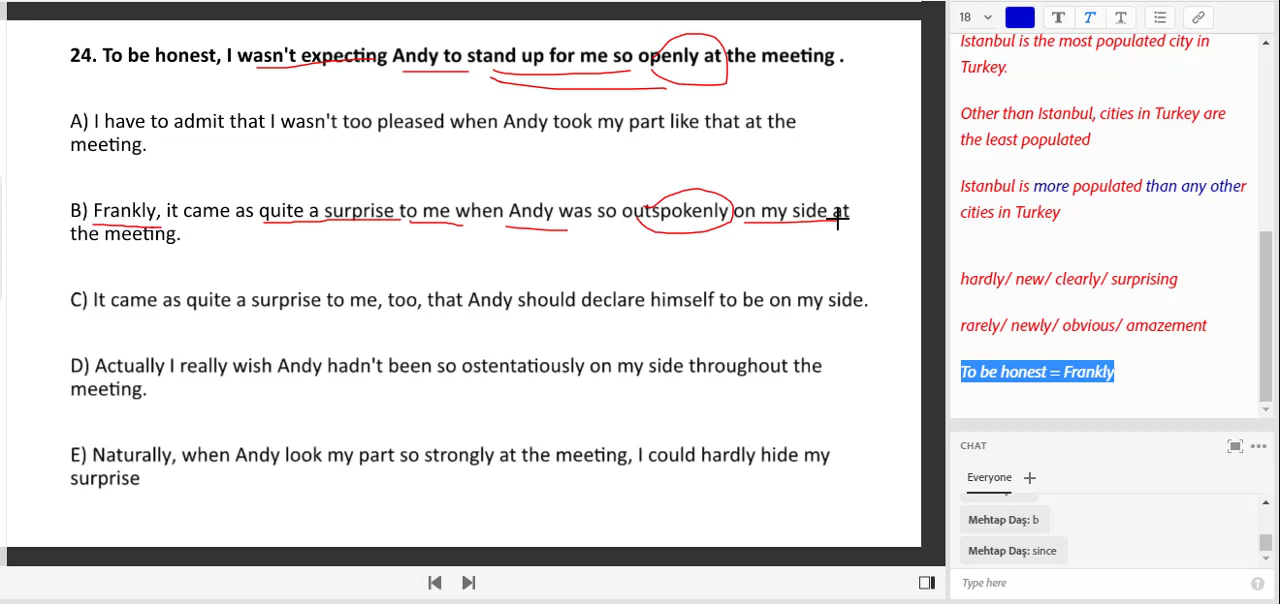 24. To be honest, I wasn't expecting Andy to stand up for me so openly at the meeting .
A) I have to admit that I wasn't too pleased when Andy took my part like that at the
meeting.
B) Frankly, it came as quite a surprise to me when Andy was so outspokenly on my side at
the meeting.
C) It came as quite a surprise to me, too, that Andy should declare himself to be on my side.
D) Actually I really wish Andy hadn't been so ostentatiously on my side throughout the
meeting.
E) Naturally, when Andy look my part so strongly at the meeting, I could hardly hide my
surprise
18
T T T
Istanbul is the most populated city in
Turkey.
Other than Istanbul, cities in Turkey are
the least populated
Istanbul is more populated than any other
cities in Turkey
hardly/ new/ clearly/ surprising
rarely/ newly/ obvious/ amazement
To be honest = Frankly
CHAT
Everyone
Mehtap Daş: b
Mehtap Daş: since
Type here